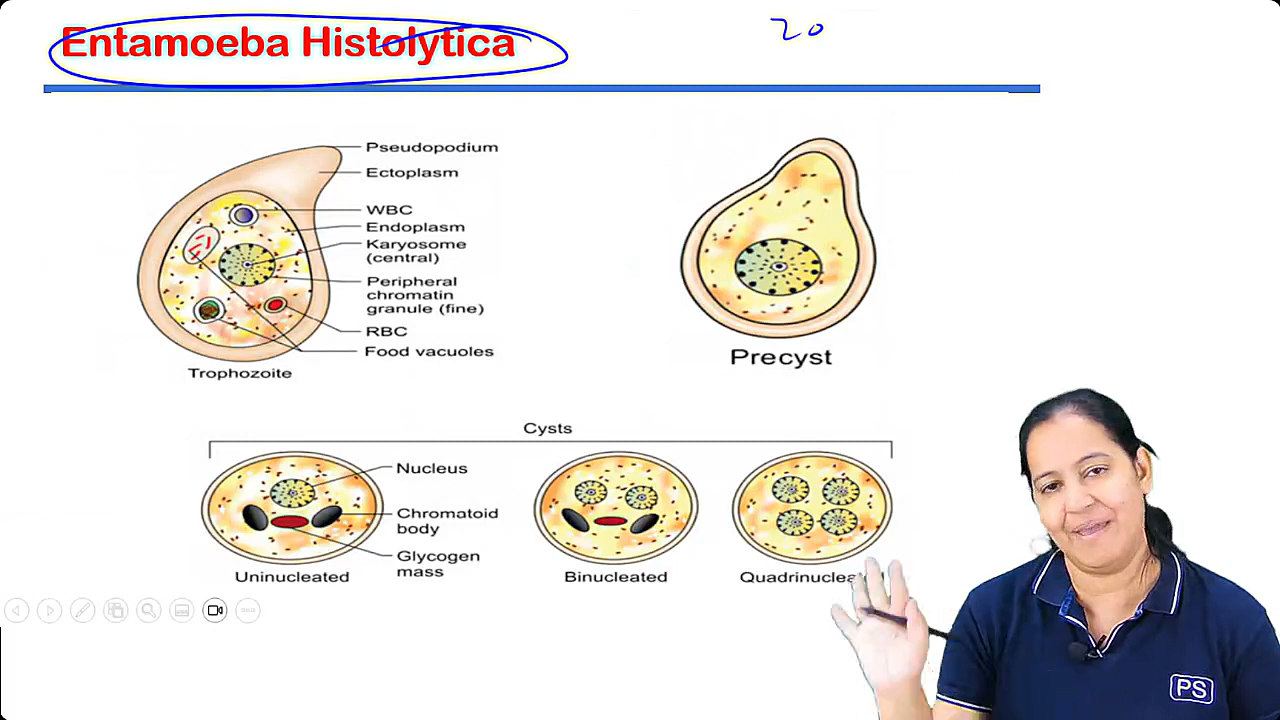 Entamoeba Histolytica
20
Pseudopodium
Ectoplasm
WBC
Endoplasm
Karyosome
(central)
Peripheral
chromatin
granule (fine)
RBC
Food vacuoles
Trophozoite
Precyst
Cysts
Nucleus
Chromatoid
body
Glycogen
mass
Uninucleated
Binucleated
PS